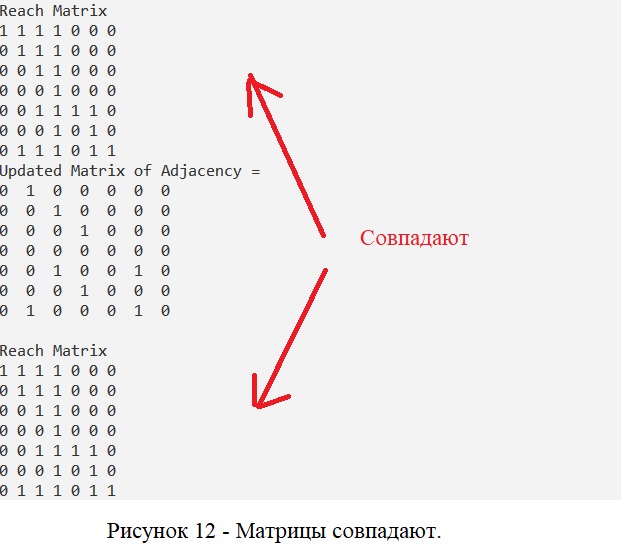 Reach Matrix
1 1 1 1 0 0 0
0 1 1 1 0 0 0
0 0 1 1 0 0 0
0 0 0 1 0 0 0
0 0 1 1 1 1 0
0 0 0 1 0 1 0
0 1 1 1 0 1 1
Updated Matrix of Adjacency =
0 1 0 0 0 0 0
0 0 1 0 0 0 0
0 0 0 1 0 0 0
Совпадают
0 0 0 0 0 0 0
0 0 1 0 0 1 0
0 0 0 1 0 0 0
0 1 0 0 0 1 0
Reach Matrix
1 1 1 1 0 0 0
0 1 1 1 0 0 0
0 0 1 1 0 0 0
0 0 0 1 0 0 0
0 0 1 1 1 1 0
0 0 0 1 0 1 0
0 1 1 1 0 1 1
Рисунок 12 - Матрицы совпадают.